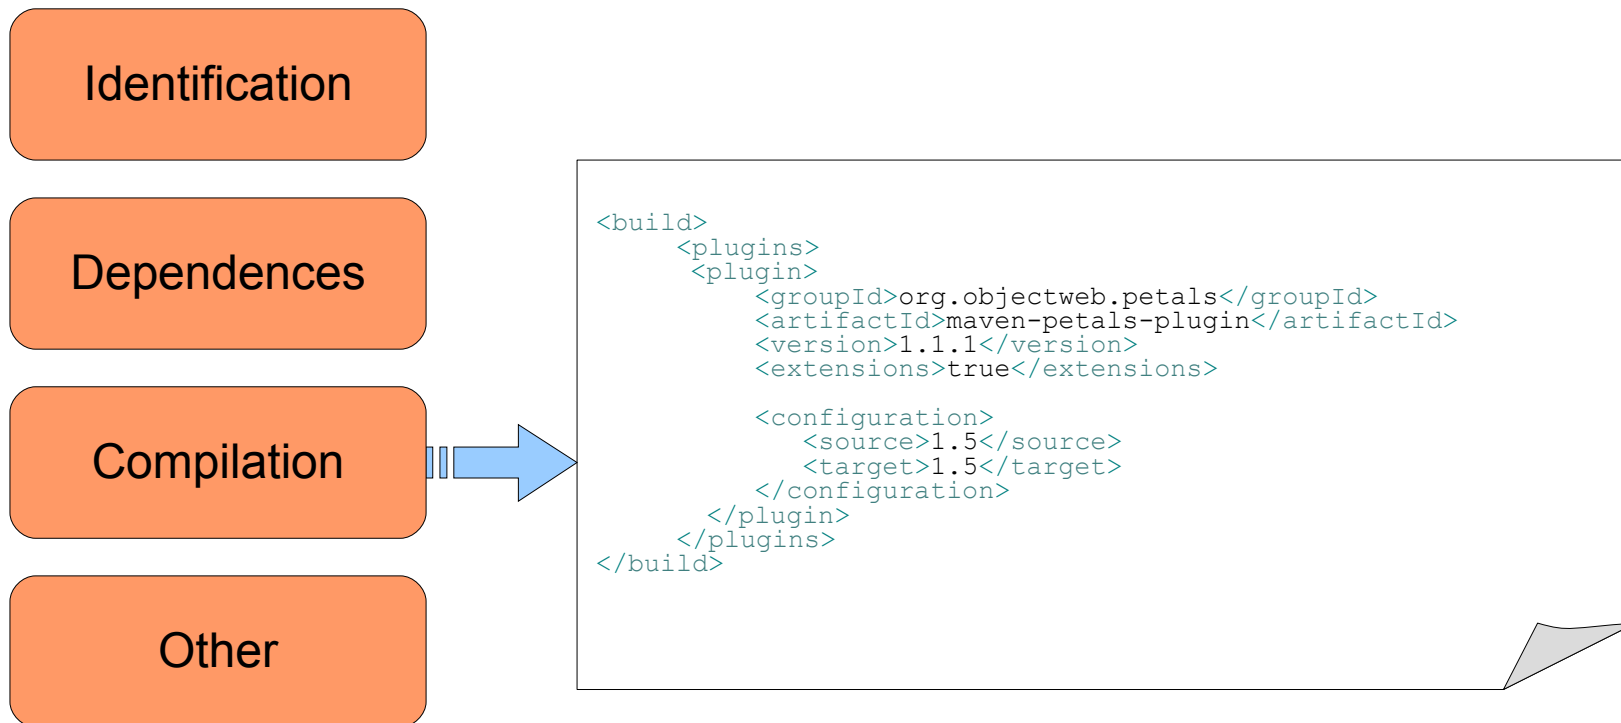 Identification
Dependences
Compilation
Other
<build>
<plugins>
<plugin>
<groupId>org.objectweb.petals</groupId>
<artifactId>maven-petals-plugin</artifactId>
<version>1.1.1</version>
<extensions>true</extensions>
<configuration>
<source>1.5</source>
<target>1.5</target>
</configuration>
</plugin>
</plugins>
</build>